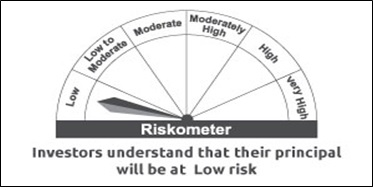 Low
Low to
Moderate
Moderate
Moderately
High
High
very High
Riskometer
Investors understand that their principal
will be at Low risk